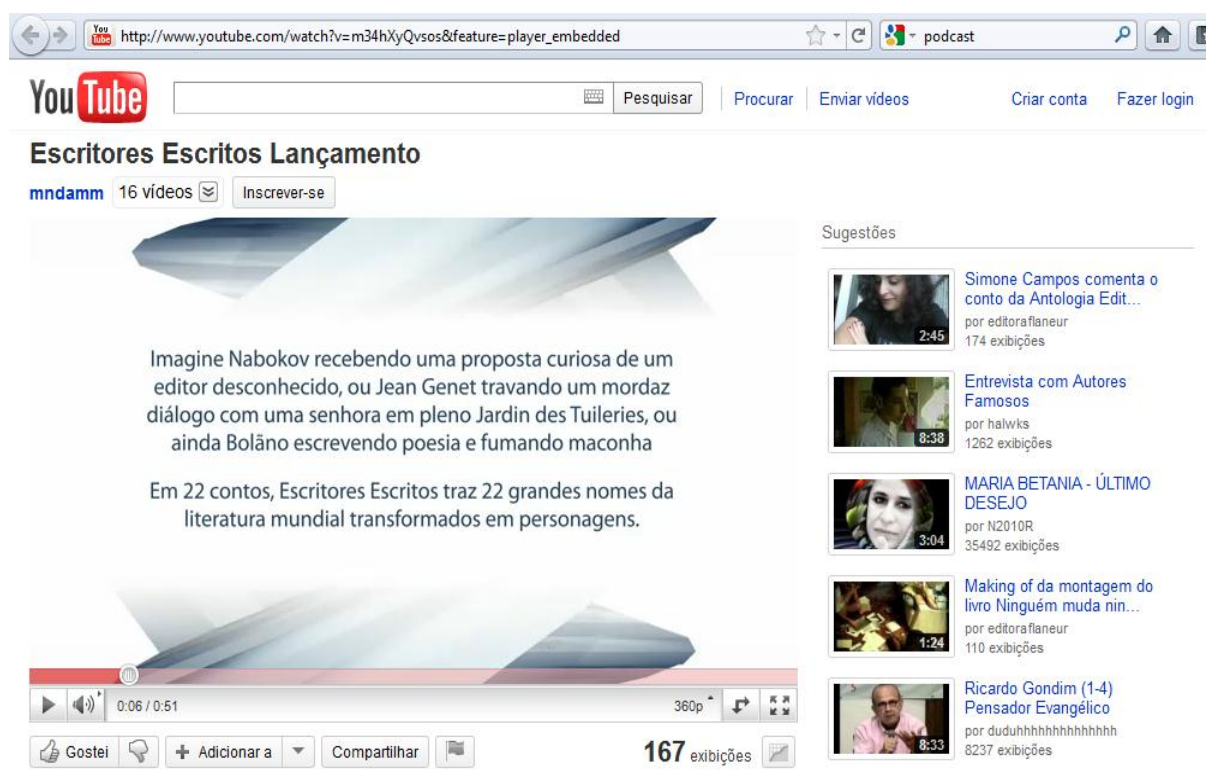 You
Tube
http://www.youtube.com/watch?v=m34hXyQvsos&feature=player_embedded
podcast
You Tube
Pesquisar
Procurar
Enviar vídeos
Criar conta
Fazer login
Escritores Escritos Lançamento
mndamm
16 vídeos
Inscrever-se
Imagine Nabokov recebendo uma proposta curiosa de um
editor desconhecido, ou Jean Genet travando um mordaz
diálogo com uma senhora em pleno Jardin des Tuileries, ou
ainda Bolãno escrevendo poesia e fumando maconha
Em 22 contos, Escritores Escritos traz 22 grandes nomes da
literatura mundial transformados em personagens.
0:06 / 0:51
360p
Gostei
Adicionar a
Compartilhar
167 exibições
Sugestões
2:45
Simone Campos comenta o
conto da Antologia Edit...
por editoraflaneur
174 exibições
8:38
Entrevista com Autores
Famosos
por halwks
1262 exibições
3:04
MARIA BETANIA - ÚLTIMO
DESEJO
por N2010R
35492 exibições
1:24
Making of da montagem do
livro Ninguém muda nin...
por editoraflaneur
110 exibições
8:33
Ricardo Gondim (1-4)
Pensador Evangélico
por duduhhhhhhhhhhhhhhh
8237 exibições